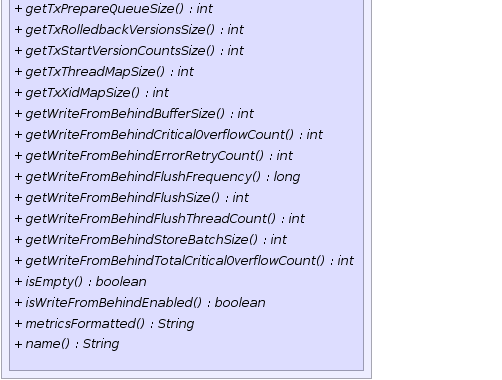 + getTxPrepareQueueSize() : int
+ getTxRolledbackVersionsSize() : int
+ getTxStartVersionCountsSize() : int
+ getTxThreadMapSize() : int
+ getTxXidMapSize() : int
+ getWriteFromBehindBufferSize() : int
+ getWriteFromBehindCriticalOverflowCount() : int
+ getWriteFromBehindErrorRetryCount() : int
+ getWriteFromBehindFlushFrequency() : long
+ getWriteFromBehindFlushSize() : int
+ getWriteFromBehindFlushThreadCount() : int
+ getWriteFromBehindStoreBatchSize() : int
+ getWriteFromBehindTotalCriticalOverflowCount() : int
+ isEmpty() : boolean
+ isWriteFromBehindEnabled() : boolean
+ metricsFormatted() : String
+ name() : String